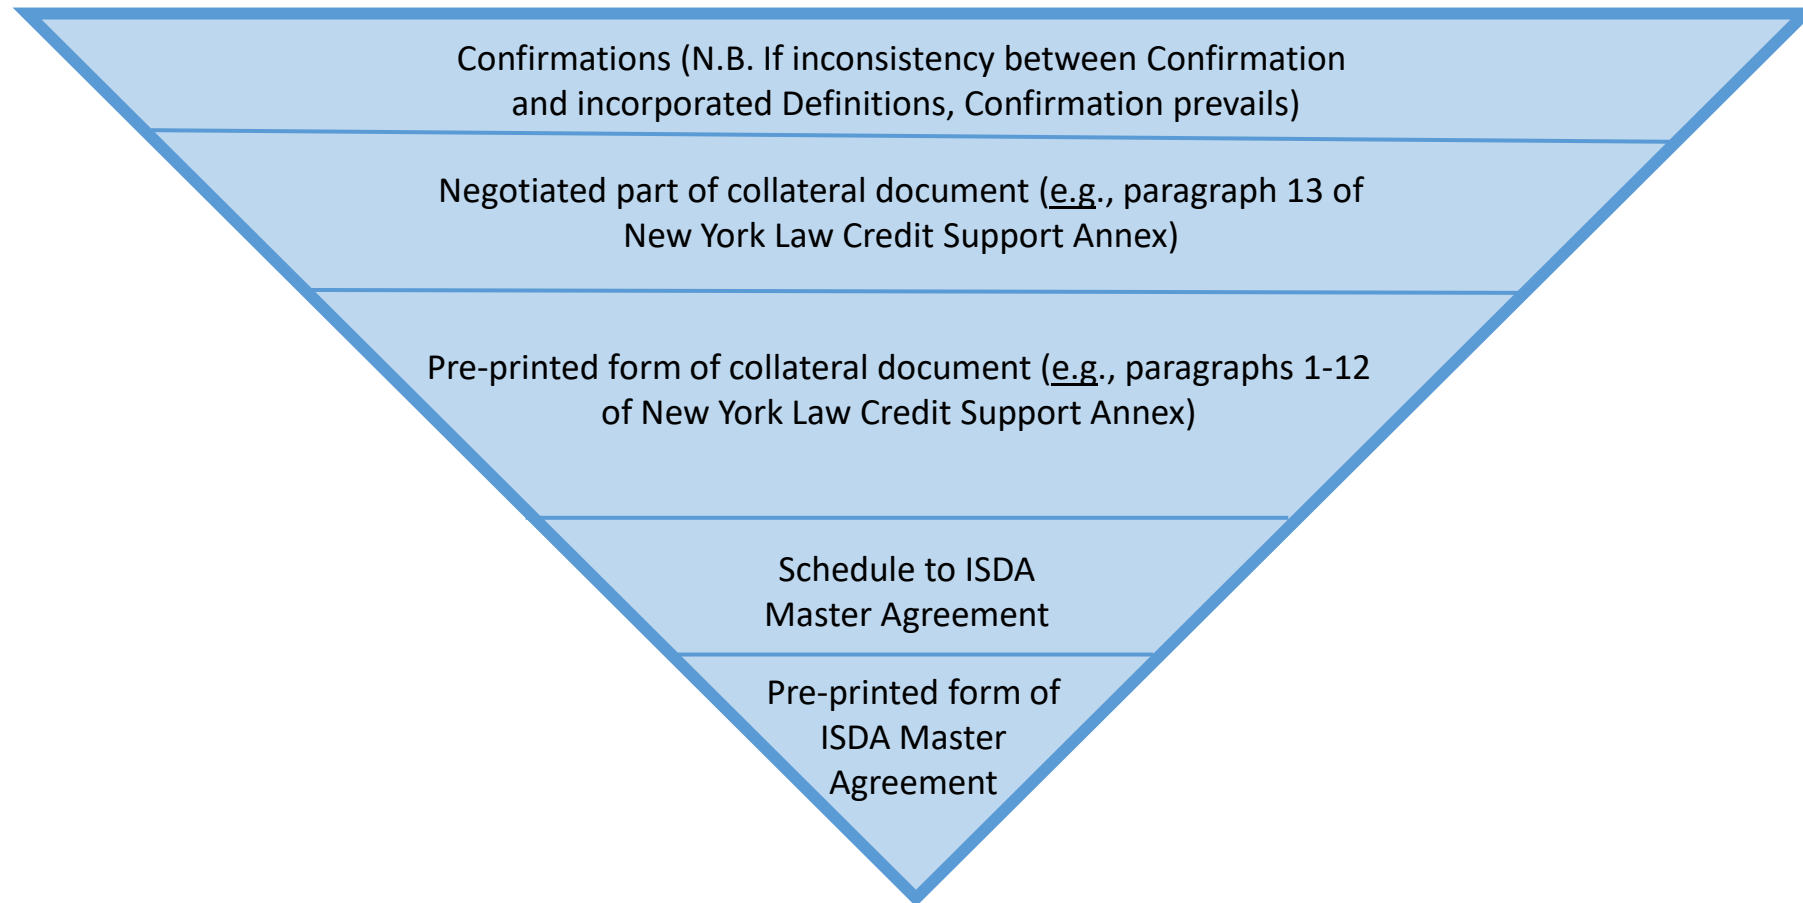 Confirmations (N.B. If inconsistency between Confirmation
and incorporated Definitions, Confirmation prevails)
Negotiated part of collateral document (e.g., paragraph 13 of
New York Law Credit Support Annex)
Pre-printed form of collateral document (e.g., paragraphs 1-12
of New York Law Credit Support Annex)
Schedule to ISDA
Master Agreement
Pre-printed form of
ISDA Master
Agreement